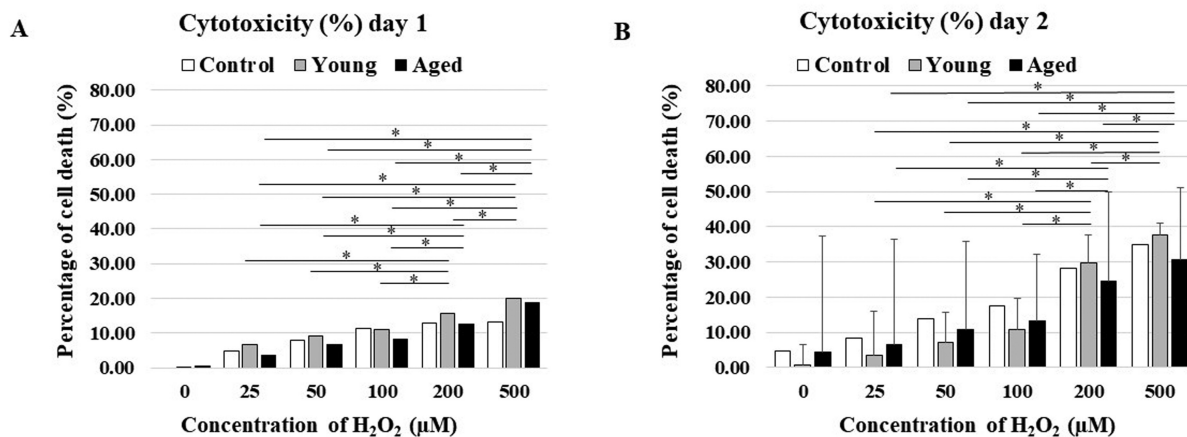 A
Cytotoxicity (%) day 1
Control Young Aged
Percentage of cell death (%)
80.00
70.00
60.00
50.00
40.00
30.00
20.00
10.00
0.00
* * * * * * * * * * * * * *
0 25 50 100 200 500
Concentration of H₂O₂ (µM)
B
Cytotoxicity (%) day 2
Control Young Aged
Percentage of cell death (%)
80.00
70.00
60.00
50.00
40.00
30.00
20.00
10.00
0.00
* * * * * * * * * * * * * *
0 25 50 100 200 500
Concentration of H₂O₂ (µM)